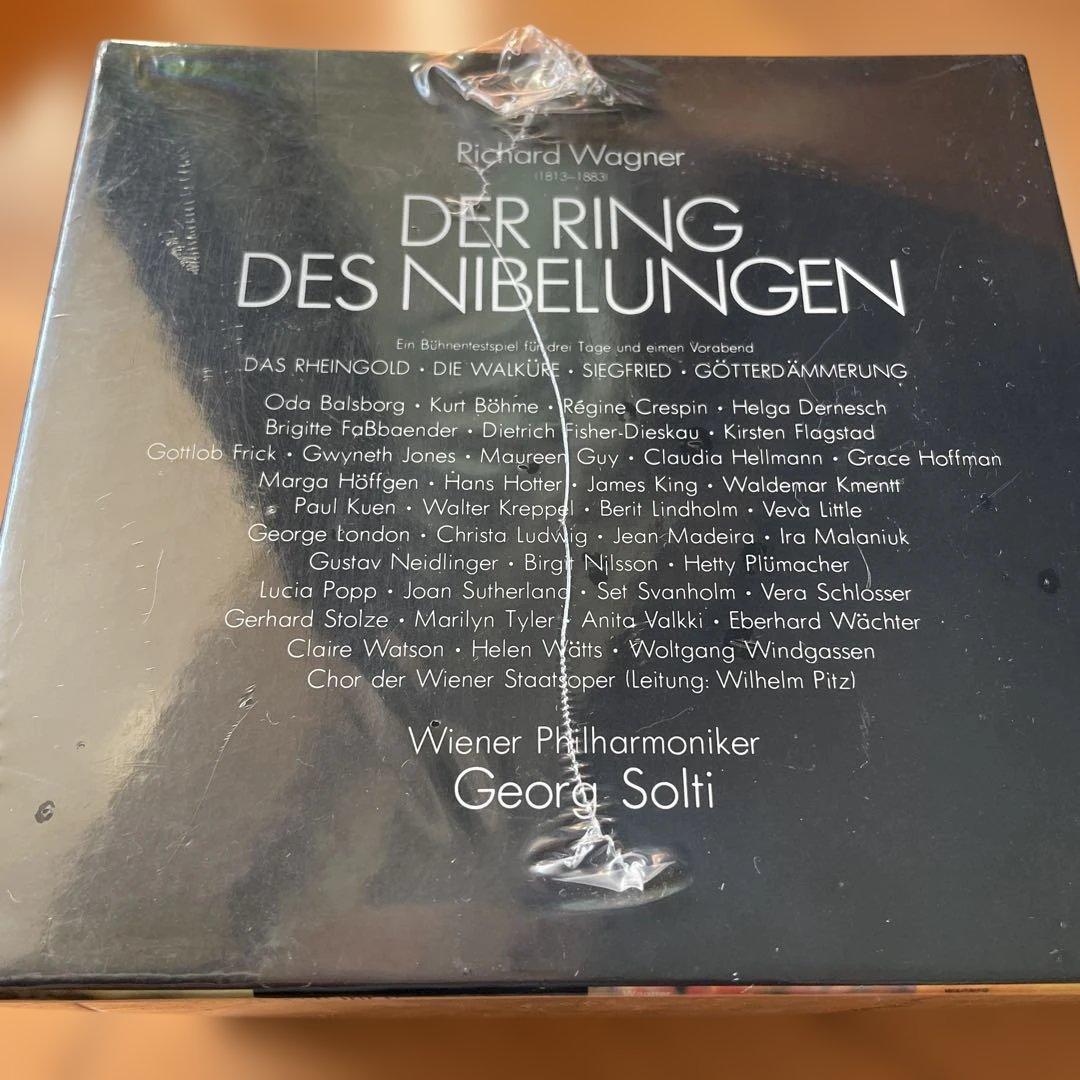 Richard Wagner
(1813–1883)
DER RING
DES NIBELUNGEN
Ein Bühnentestspiel für drei Tage und eimen Vorabend
DAS RHEINGOLD • DIE WALKÜRE • SIEGFRIED • GÖTTERDÄMMERUNG
Oda Balsborg • Kurt Böhme • Régine Crespin • Helga Dernesch
Brigitte FaBbaender • Dietrich Fisher-Dieskau • Kirsten Flagstad
Gottlob Frick • Gwyneth Jones • Maureen Guy • Claudia Hellmann • Grace Hoffman
Marga Höffgen • Hans Hotter • James King • Waldemar Kmentt
Paul Kuen • Walter Kreppel • Berit Lindholm • Veva Little
George London • Christa Ludwig • Jean Madeira • Ira Malaniuk
Gustav Neidlinger • Birgit Nilsson • Hetty Plümacher
Lucia Popp • Joan Sutherland • Set Svanholm • Vera Schlosser
Gerhard Stolze • Marilyn Tyler • Anita Valkki • Eberhard Wächter
Claire Watson • Helen Watts • Woltgang Windgassen
Chor der Wiener Staatsoper (Leitung: Wilhelm Pitz)
Wiener Philharmoniker
Georg Solti
Wagner